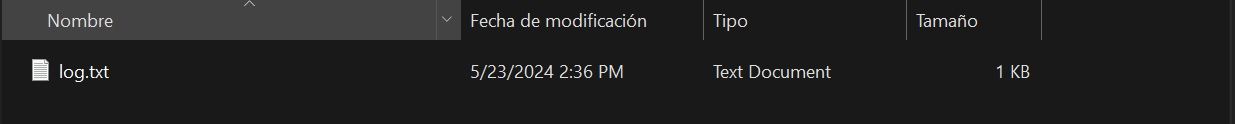 Nombre Fecha de modificación Tipo Tamaño
log.txt 5/23/2024 2:36 PM Text Document 1 KB